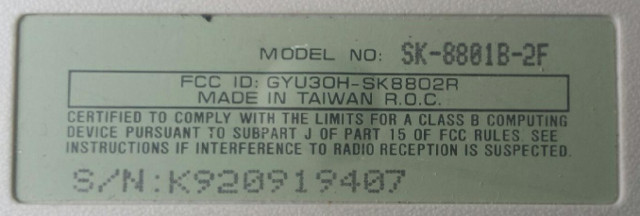 MODEL NO: SK-8801B-2F
FCC ID: GYU3OH-SK8802R
MADE IN TAIWAN R.O.C.
CERTIFIED TO COMPLY WITH THE LIMITS FOR A CLASS B COMPUTING
DEVICE PURSUANT TO SUBPART J OF PART 15 OF FCC RULES. SEE
INSTRUCTIONS IF INTERFERENCE TO RADIO RECEPTION IS SUSPECTED.
S/N:K920919407